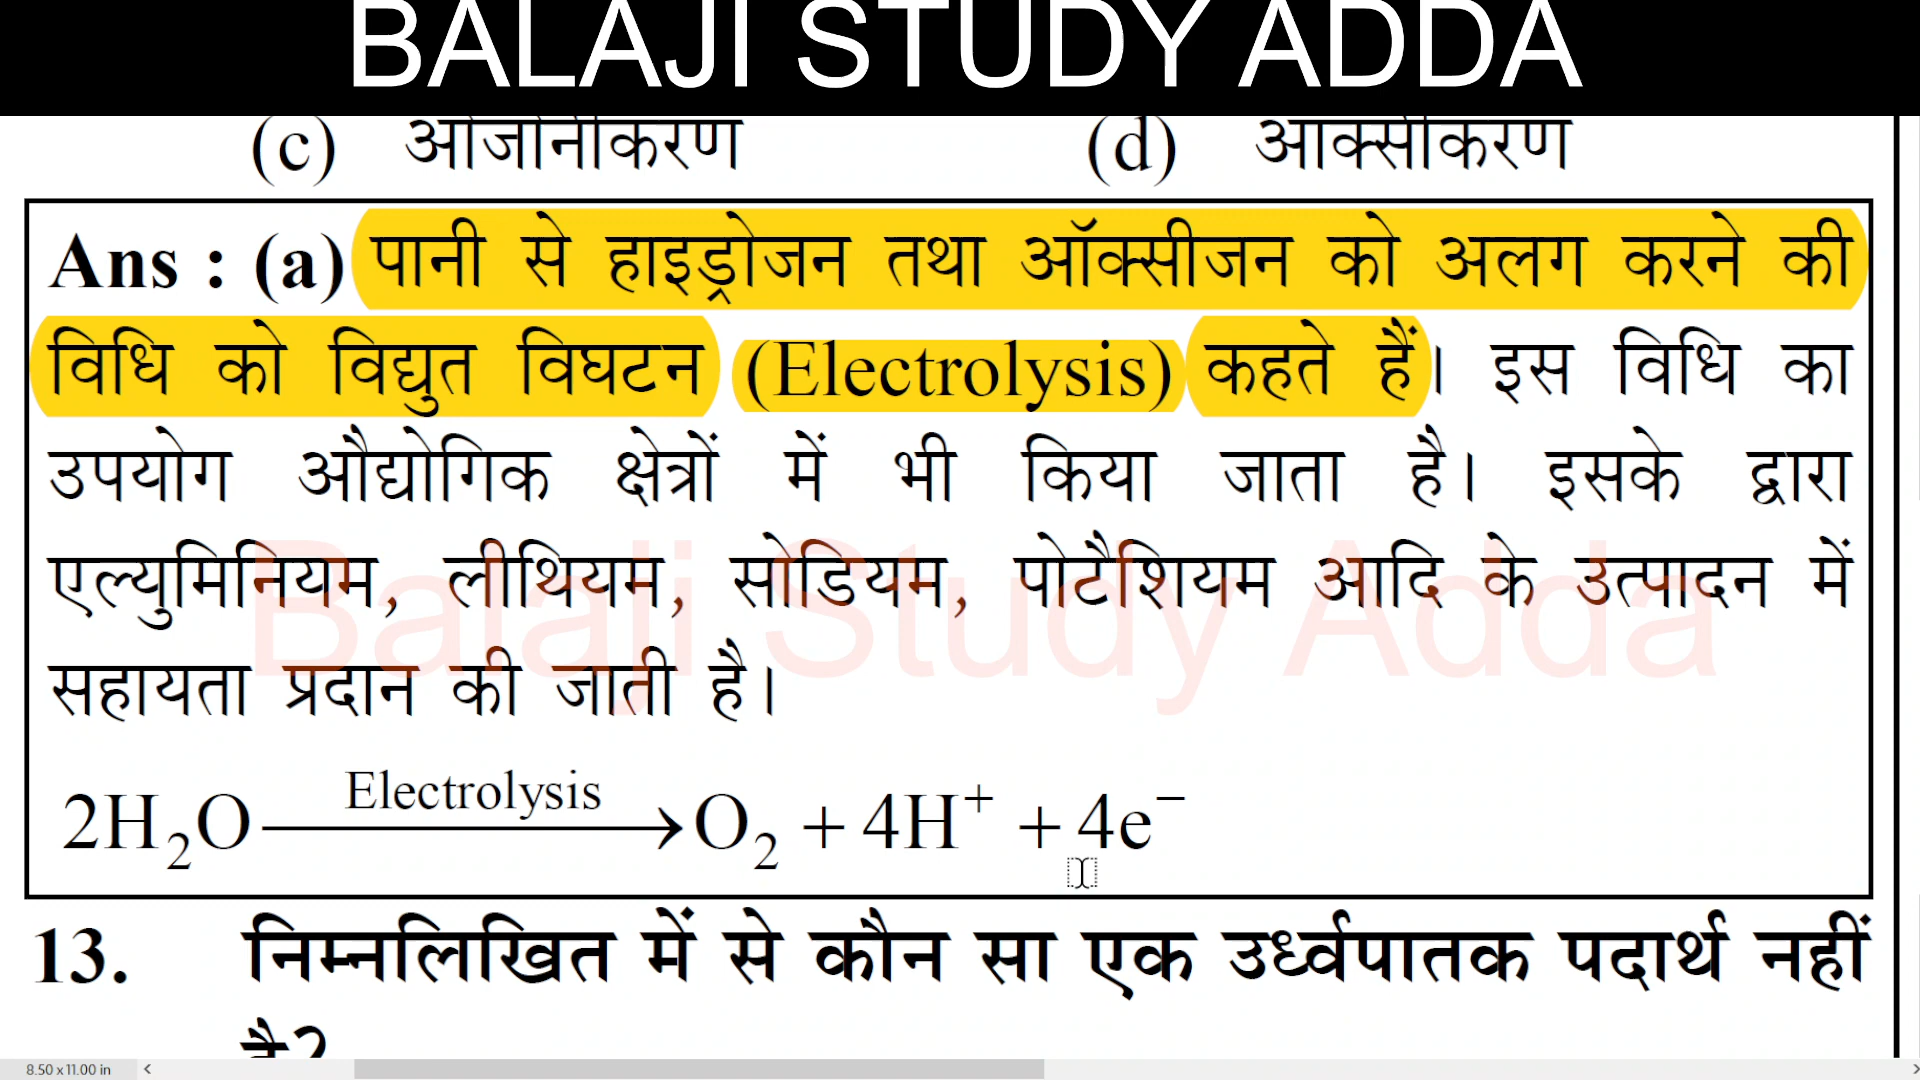 BALAJI STUDY ADDA
(c) ओजोनीकरण (d) आक्सीकरण
Ans : (a) पानी से हाइड्रोजन तथा ऑक्सीजन को अलग करने की
विधि को विद्युत विघटन (Electrolysis) कहते हैं। इस विधि का
उपयोग औद्योगिक क्षेत्रों में भी किया जाता है। इसके द्वारा
एल्युमिनियम, लीथियम, सोडियम, पोटैशियम आदि के उत्पादन में
Balaji Study Adda
सहायता प्रदान की जाती है।
2H₂O ⟶ O₂ + 4H⁺ + 4e⁻
Electrolysis
13. निम्नलिखित में से कौन सा एक उर्ध्वपातक पदार्थ नहीं
है?
8.50 x 11.00 in